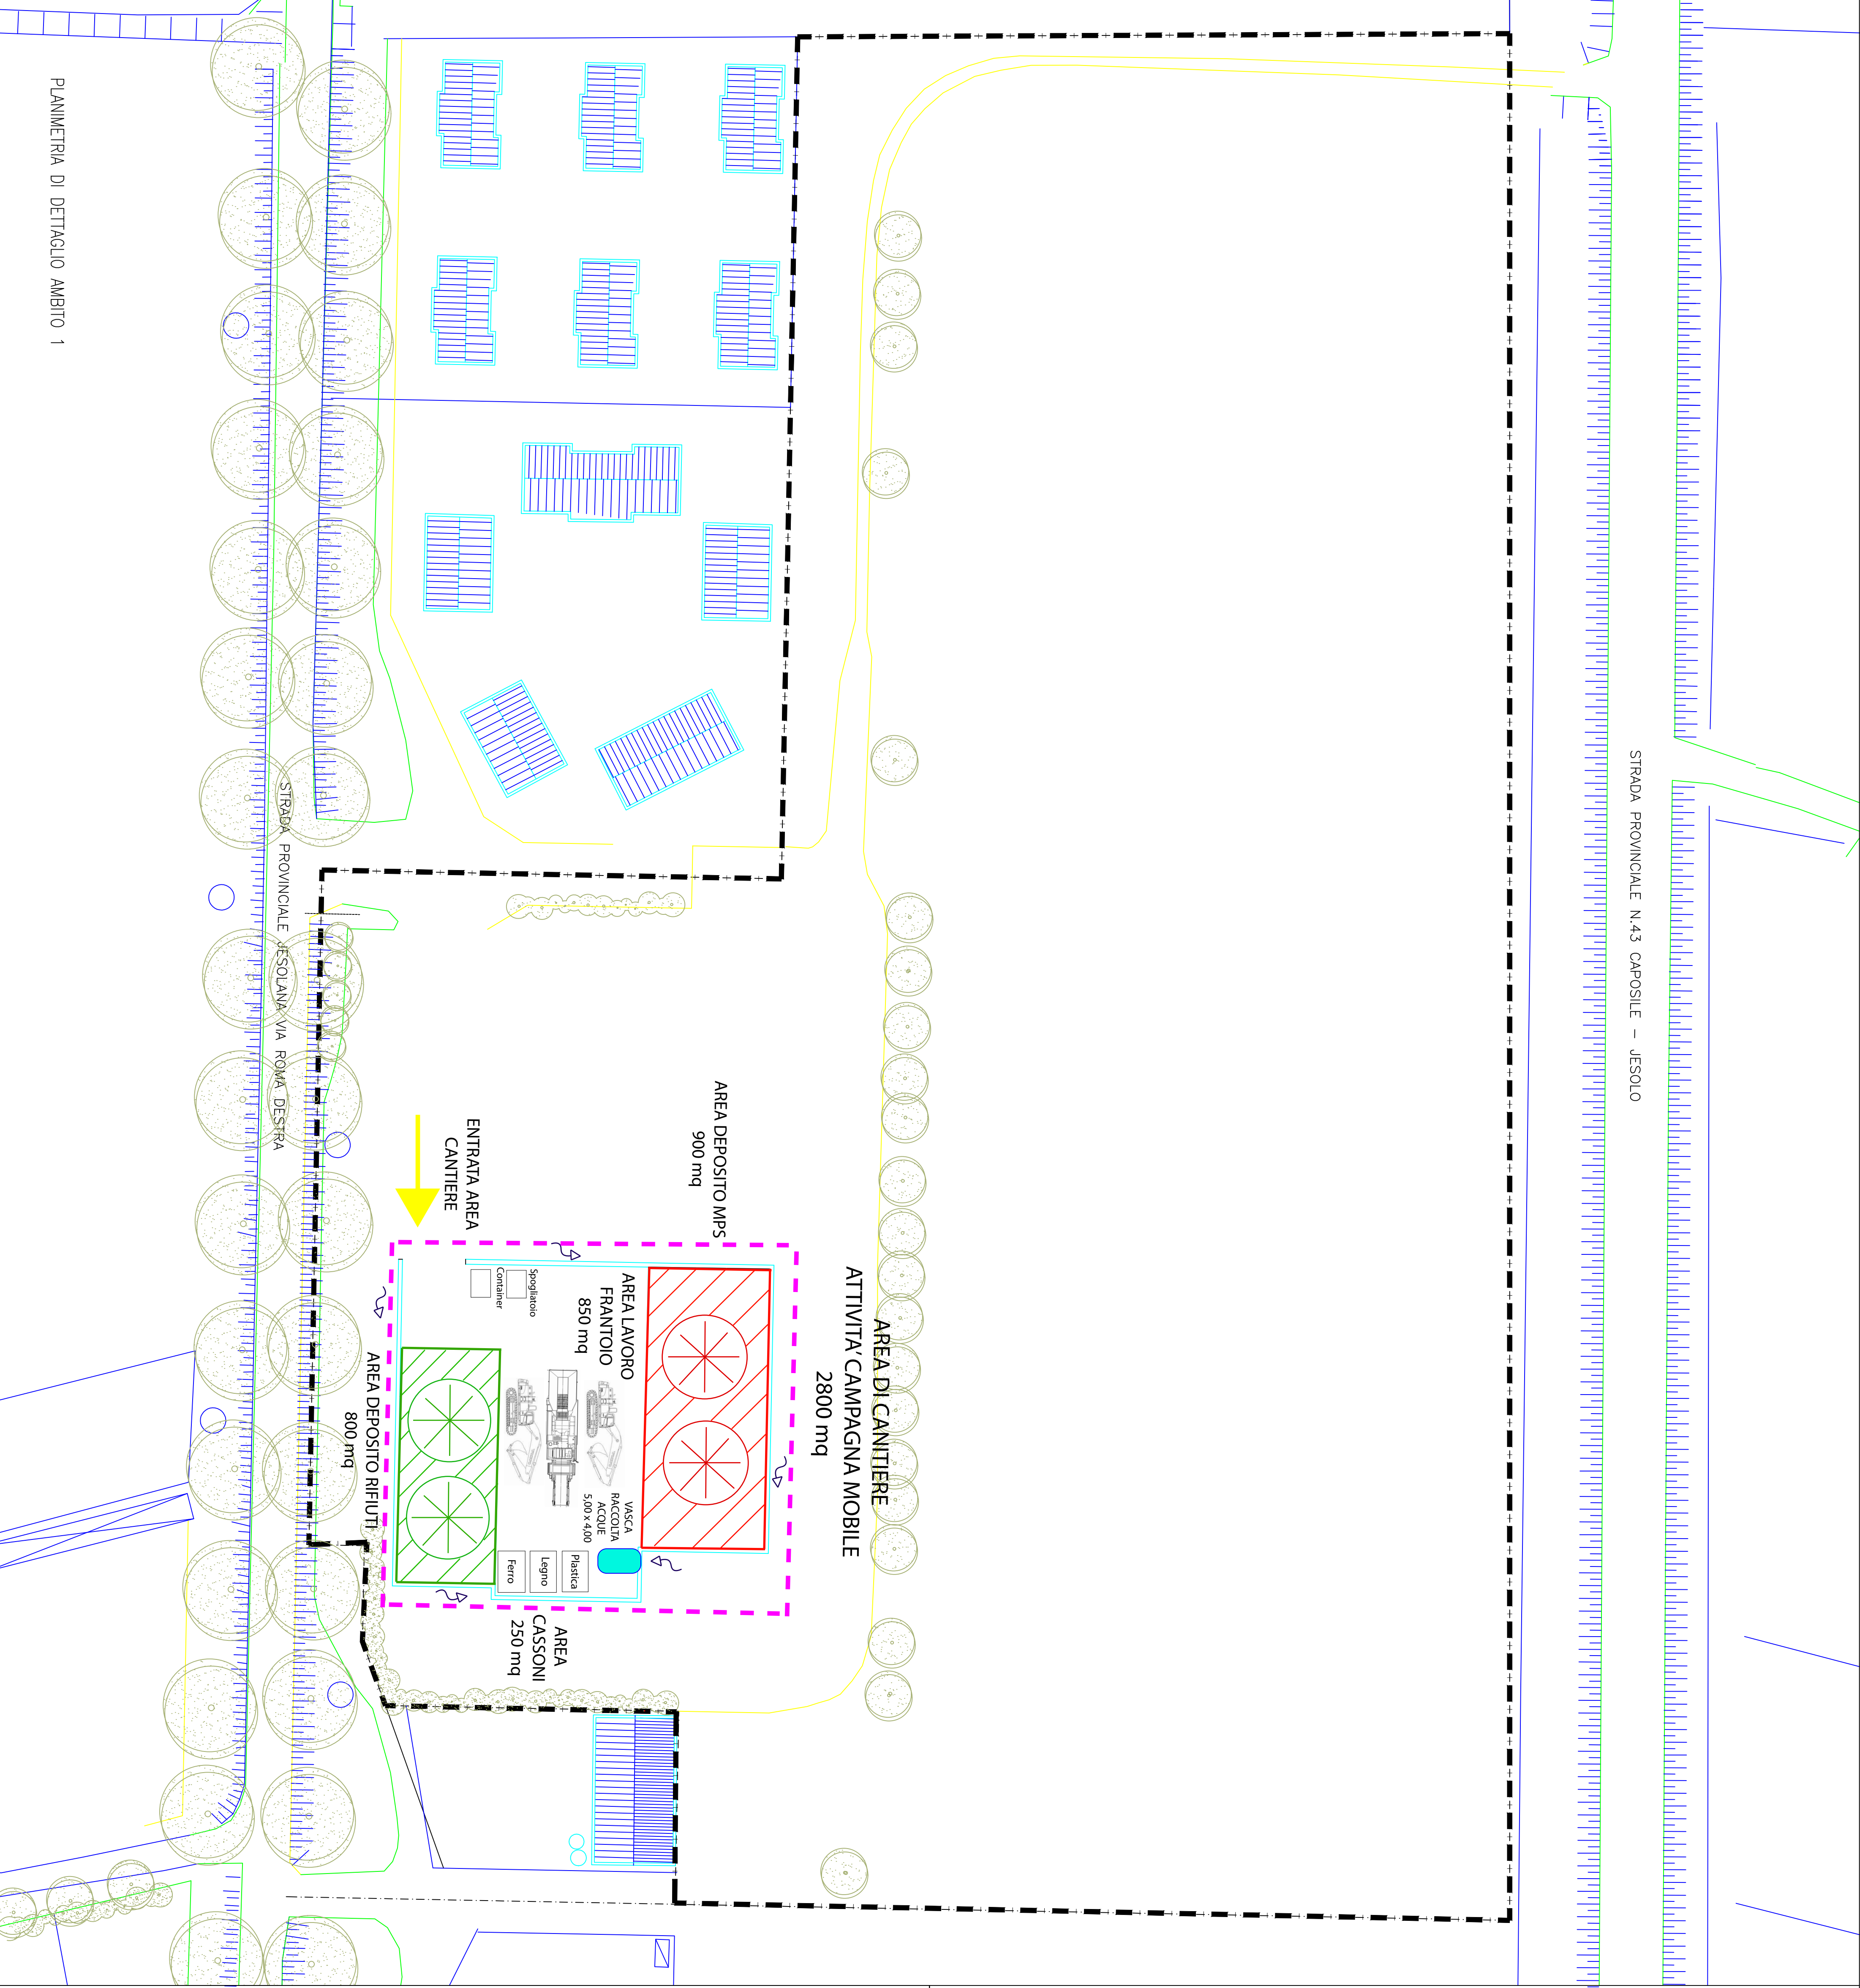 STRADA PROVINCIALE N.43 CAPOSILE - JESOLO
AREA DI CANITIERE
ATTIVITA' CAMPAGNA MOBILE
2800 mq
AREA DEPOSITO MPS
900 mq
AREA LAVORO
FRANTOIO
850 mq
VASCA
RACCOLTA
ACQUE
5,00 x 4,00
Spogliatoio
Container
Plastica
Legno
Ferro
AREA
CASSONI
250 mq
ENTRATA AREA
CANTIERE
AREA DEPOSITO RIFIUTI
800 mq
STRADA PROVINCIALE JESOLANA VIA ROMA DESTRA
PLANIMETRIA DI DETTAGLIO AMBITO 1